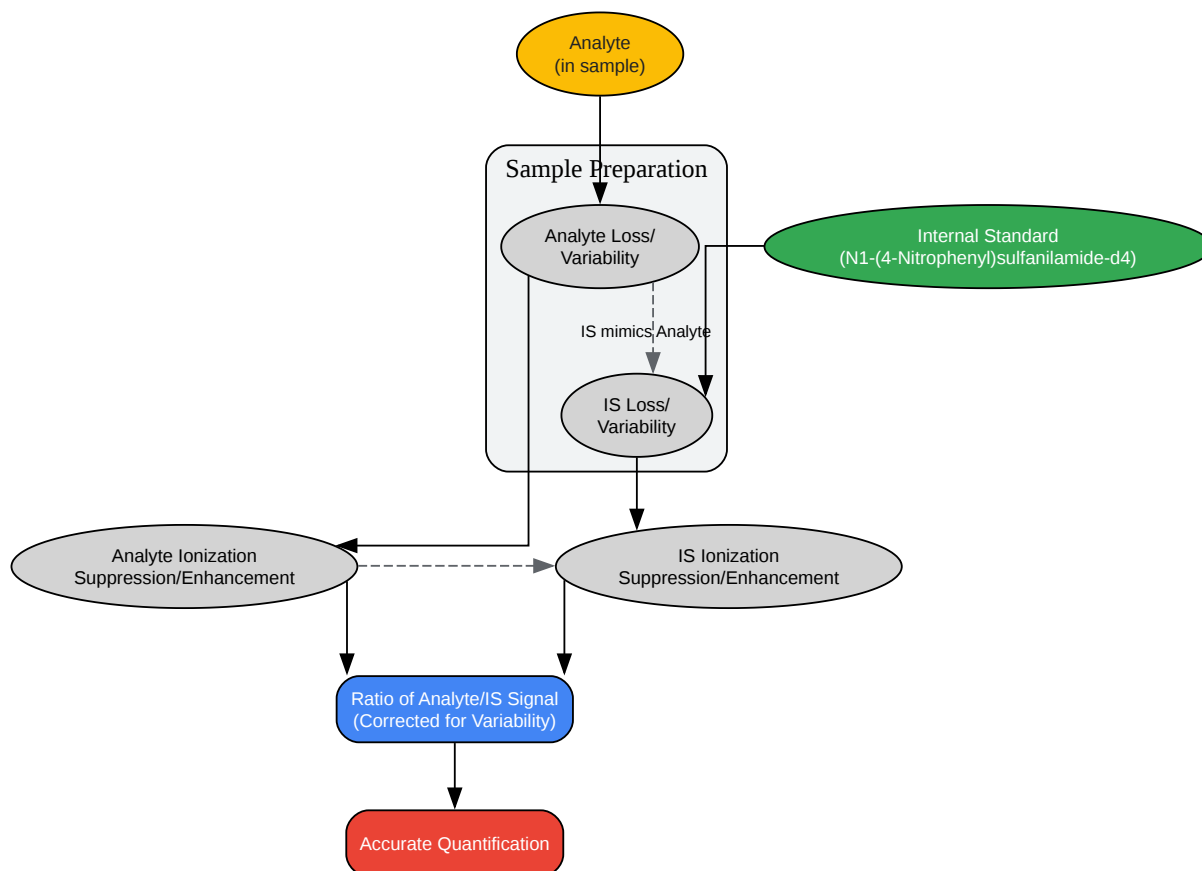 Analyte
(in sample)
Sample Preparation
Analyte Loss/
Variability
Internal Standard
(N1-(4-Nitrophenyl)sulfanilamide-d4)
IS mimics Analyte
IS Loss/
Variability
Analyte Ionization
Suppression/Enhancement
IS Ionization
Suppression/Enhancement
Ratio of Analyte/IS Signal
(Corrected for Variability)
Accurate Quantification